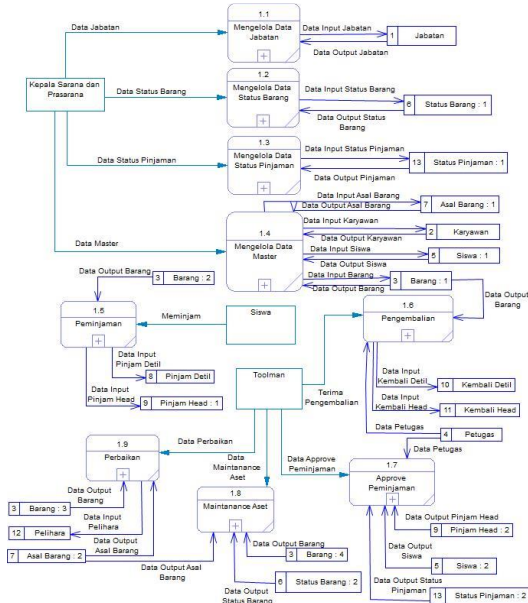 1.1
Data Jabatan
Mengelola Data
Jabatan
Data Input Jabatan
1 Jabatan
Data Output Jabatan
Kepala Sarana dan
Prasarana
1.2
Data Status Barang
Mengelola Data
Status Barang
Data Input Status Barang
6 Status Barang : 1
Data Output Status
Barang
1.3
Data Status Pinjaman
Mengelola Data
Status Pinjaman
Data Input Status Pinjaman
13 Status Pinjaman : 1
Data Output Pinjaman
Data Input Asal Barang
7 Asal Barang : 1
Data Output Asal Barang
1.4
Data Master
Mengelola Data
Master
Data Input Karyawan
2 Karyawan
Data Output Karyawan
Data Input Siswa
5 Siswa : 1
Data Output Siswa
Data Input Barang
3 Barang : 1
Data Output Barang
Data Output Barang
3 Barang : 2
Data Output
Barang
1.5
Peminjaman
Meminjam
Siswa
1.6
Pengembalian
Data Input
Pinjam Detil
8 Pinjam Detil
Data Input
Pinjam Head
9 Pinjam Head : 1
Toolman
Terima
Pengembalian
Data Input
Kembali Detil
10 Kembali Detil
Data Input
Kembali Head
11 Kembali Head
Data Petugas
4 Petugas
Data Petugas
1.9
Perbaikan
Data Perbaikan
Data
Maintanance
Aset
Data Approve
Peminjaman
1.7
Approve
Peminjaman
1.8
Maintanance Aset
3 Barang : 3
Data Output
Barang
Data Input
Pelihara
12 Pelihara
Data Output
Asal Barang
7 Asal Barang : 2
Data Output Asal
Barang
Data Output Barang
3 Barang : 4
6 Status Barang : 2
Data Output
Status Barang
Data Output Pinjam Head
9 Pinjam Head : 2
Data Output
Siswa
5 Siswa : 2
Data Output Status
Pinjaman
13 Status Pinjaman : 2